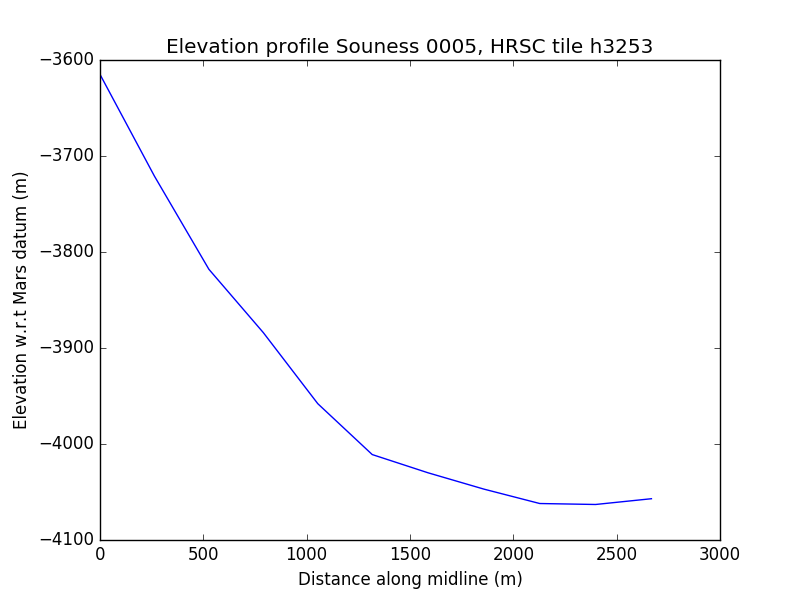 Elevation profile Souness 0005, HRSC tile h3253
−3600
−3700
−3800
−3900
−4000
−4100
Elevation w.r.t Mars datum (m)
0 500 1000 1500 2000 2500 3000
Distance along midline (m)